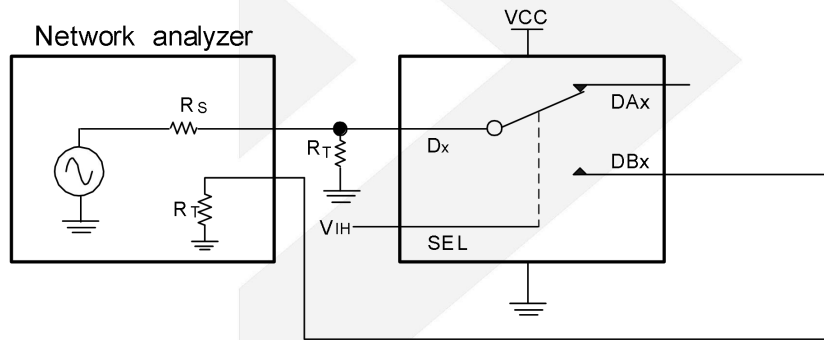 VCC
Network analyzer
RS
DAx
RT
Dx
DBx
RT
VIH
SEL